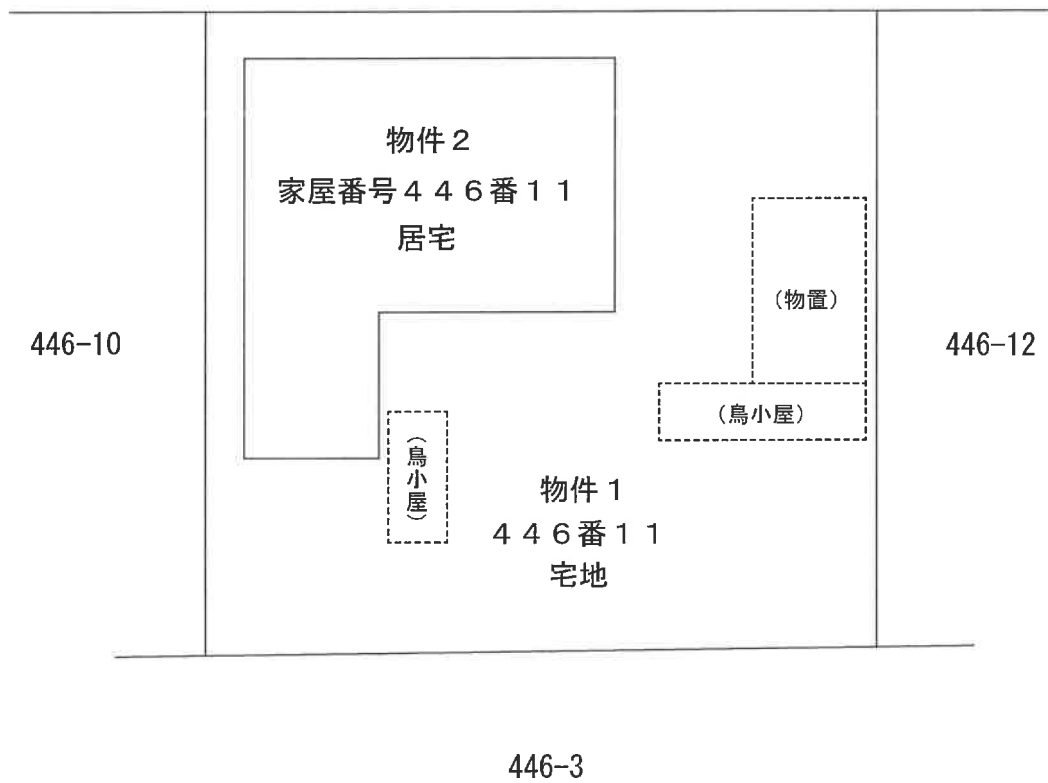 物件２
家屋番号４４６番１１
居宅
（物置）
446-10
446-12
（鳥小屋）
（鳥小屋）
物件１
４４６番１１
宅地
446-3